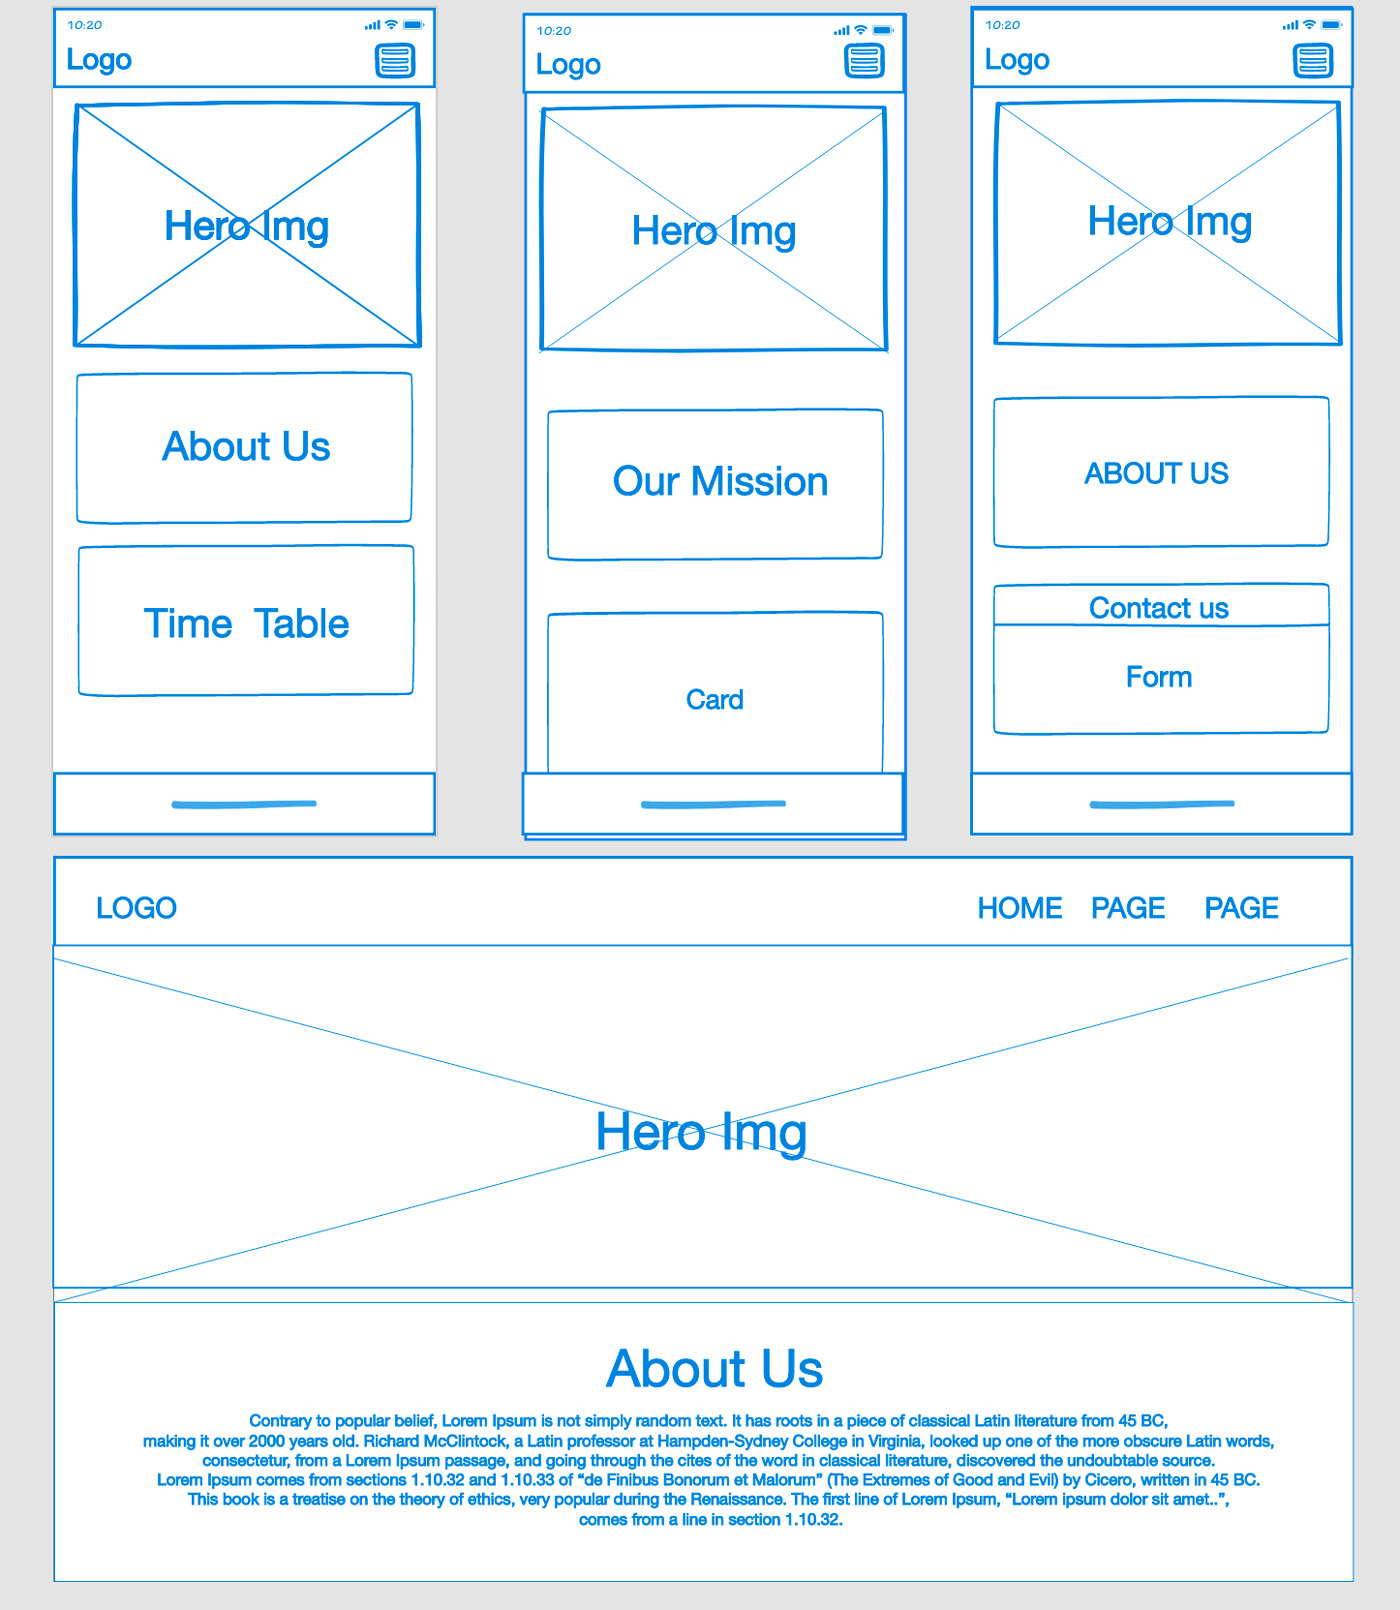 10:20
Logo
Hero Img
About Us
Time Table
10:20
Logo
Hero Img
Our Mission
Card
10:20
Logo
Hero Img
ABOUT US
Contact us
Form
LOGO
HOME PAGE PAGE
Hero Img
About Us
Contrary to popular belief, Lorem Ipsum is not simply random text. It has roots in a piece of classical Latin literature from 45 BC,
making it over 2000 years old. Richard McClintock, a Latin professor at Hampden-Sydney College in Virginia, looked up one of the more obscure Latin words,
consectetur, from a Lorem Ipsum passage, and going through the cites of the word in classical literature, discovered the undoubtable source.
Lorem Ipsum comes from sections 1.10.32 and 1.10.33 of “de Finibus Bonorum et Malorum” (The Extremes of Good and Evil) by Cicero, written in 45 BC.
This book is a treatise on the theory of ethics, very popular during the Renaissance. The first line of Lorem Ipsum, “Lorem ipsum dolor sit amet..”,
comes from a line in section 1.10.32.